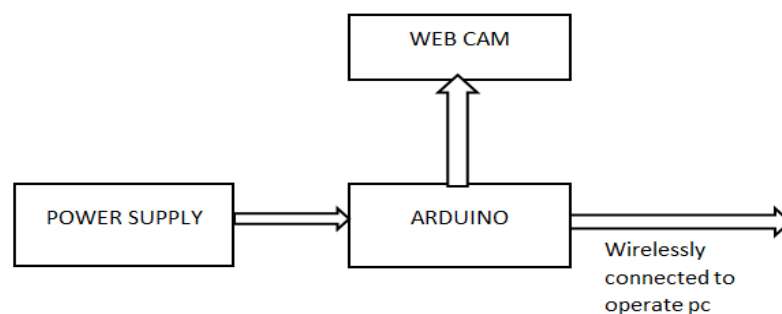 WEB CAM
POWER SUPPLY
ARDUINO
Wirelessly
connected to
operate pc